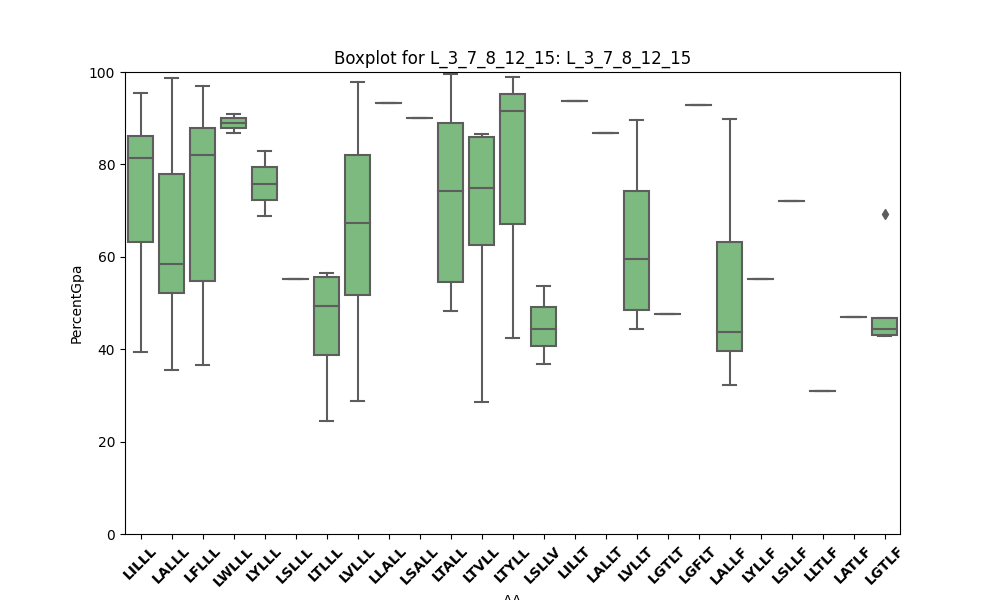 Boxplot for L_3_7_8_12_15: L_3_7_8_12_15
PercentGpa
100
80
60
40
20
0
LILLL
LALLL
LFLLL
LWLLL
LYLLL
LSLLL
LTLLL
LVLLL
LLALL
LSALL
LTALL
LTVLL
LTYLL
LSLLV
LILLT
LALLT
LVLLT
LGTLT
LGFLT
LALLF
LYLLF
LSLLF
LLTLF
LATLF
LGTLF
AA